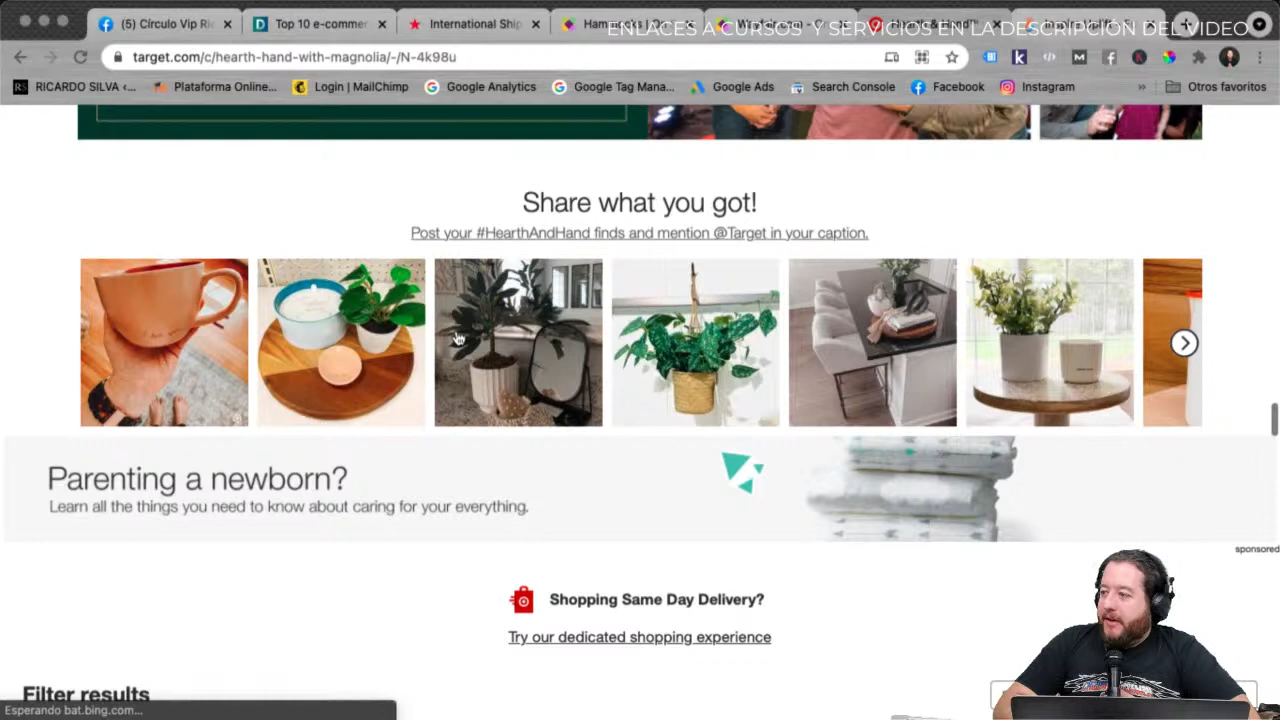 (5) Círculo Vip Ri
Top 10 e-commer
International Ship
ENLACES A CURSOS Y SERVICIOS EN LA DESCRIPCIÓN DEL VIDEO
target.com/c/hearth-hand-with-magnolia/-/N-4k98u
RICARDO SILVA ‹...
Plataforma Online...
Login | MailChimp
Google Analytics
Google Tag Mana...
Google Ads
Search Console
Facebook
Instagram
»
Otros favoritos
Share what you got!
Post your #HearthAndHand finds and mention @Target in your caption.
Parenting a newborn?
Learn all the things you need to know about caring for your everything.
sponsored
Shopping Same Day Delivery?
Try our dedicated shopping experience
Filter results
Esperando bat.bing.com...